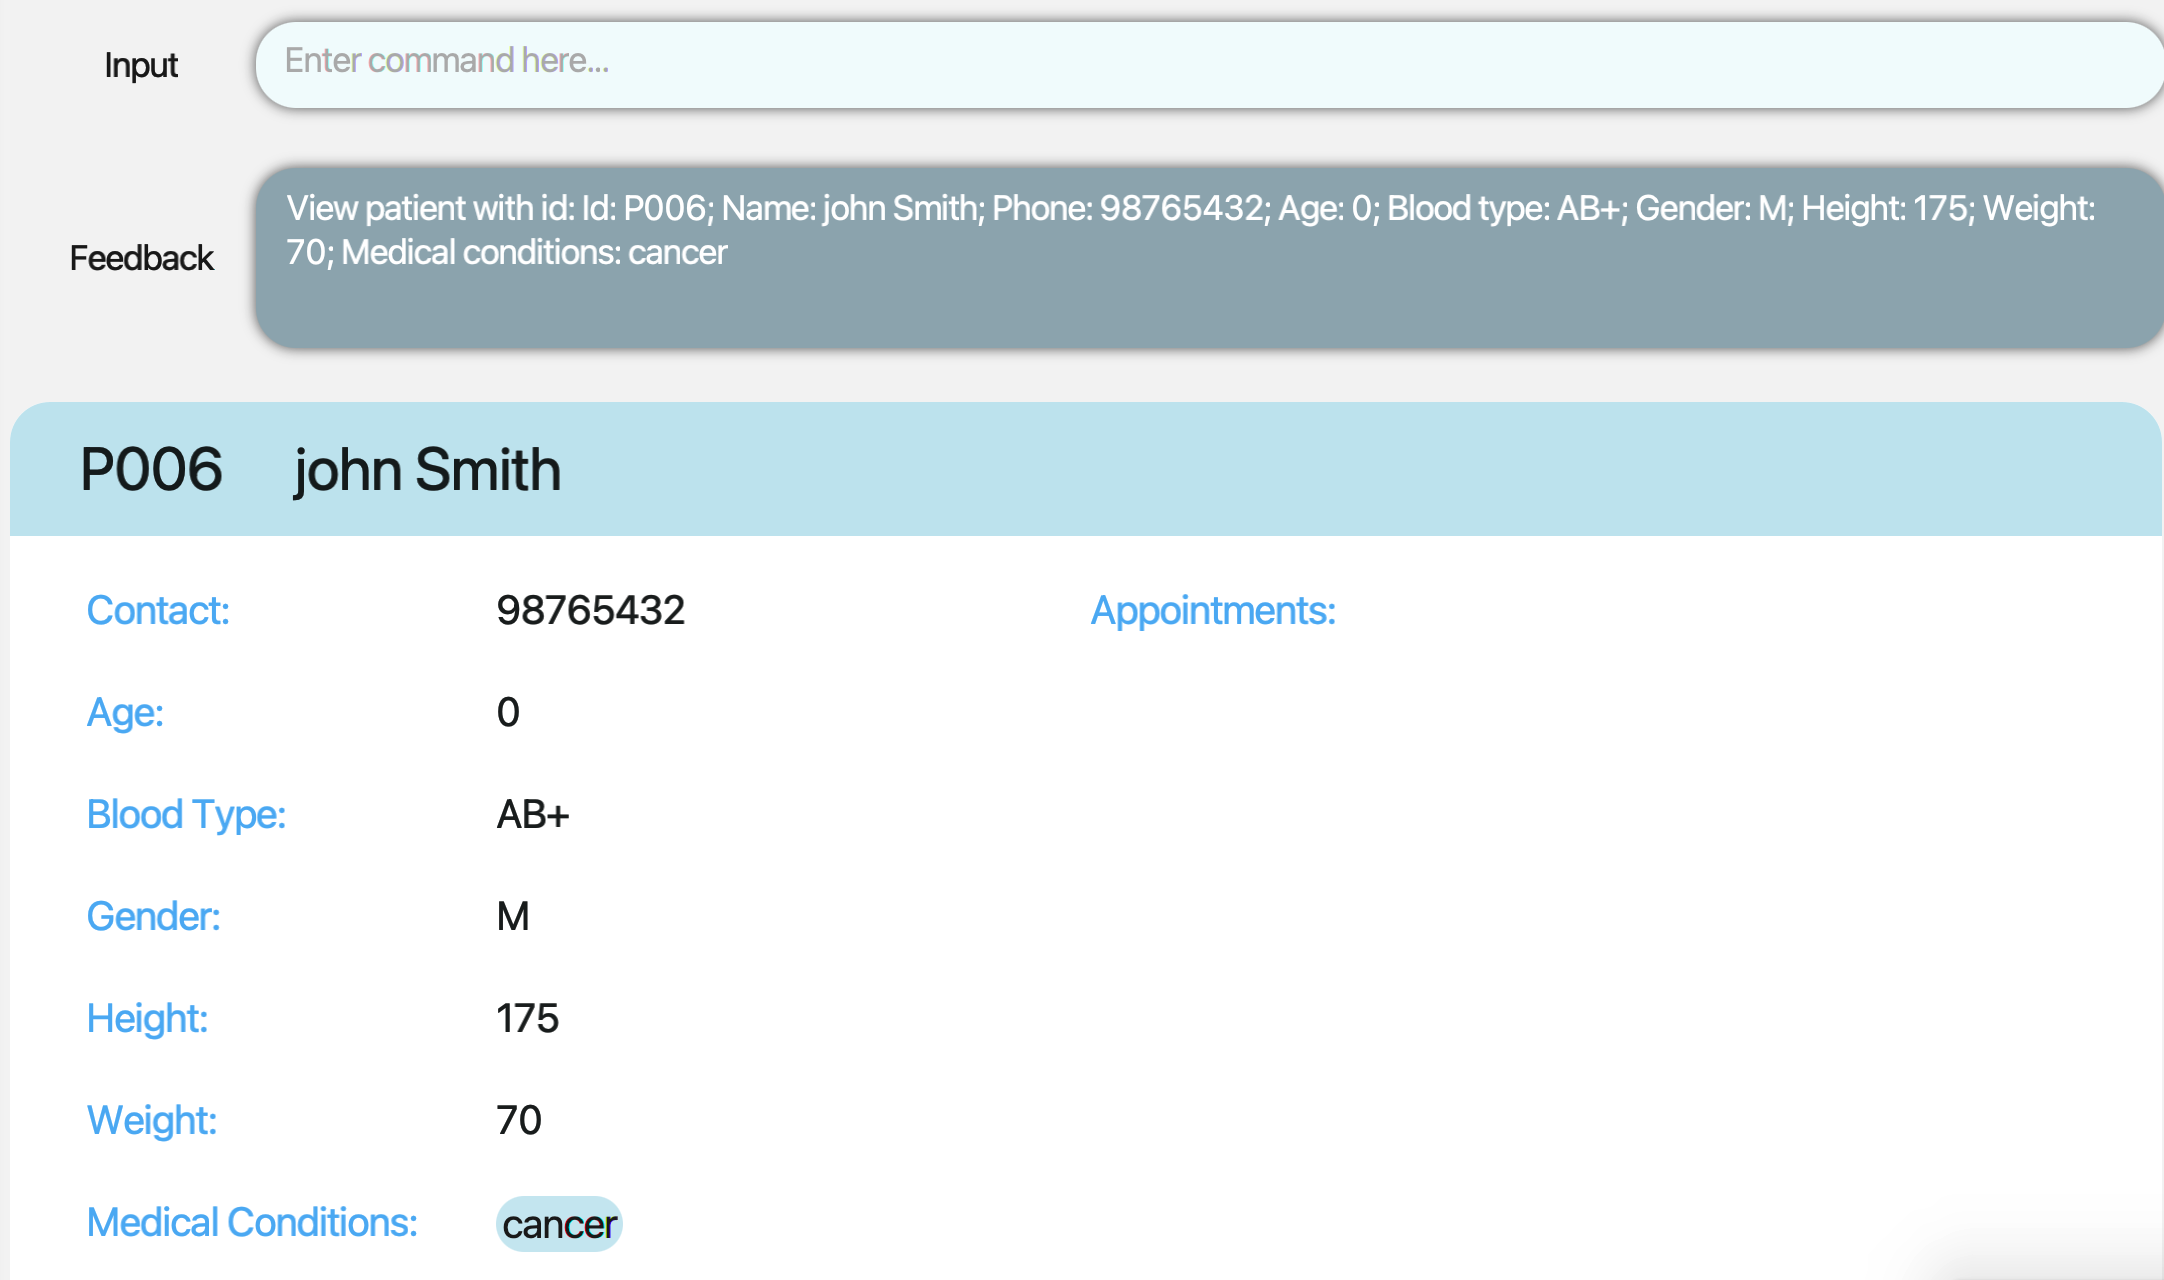 Input
Enter command here...
Feedback
View patient with id: Id: P006; Name: john Smith; Phone: 98765432; Age: 0; Blood type: AB+; Gender: M; Height: 175; Weight:
70; Medical conditions: cancer
P006 john Smith
Contact: 98765432
Age: 0
Blood Type: AB+
Gender: M
Height: 175
Weight: 70
Medical Conditions: cancer
Appointments: